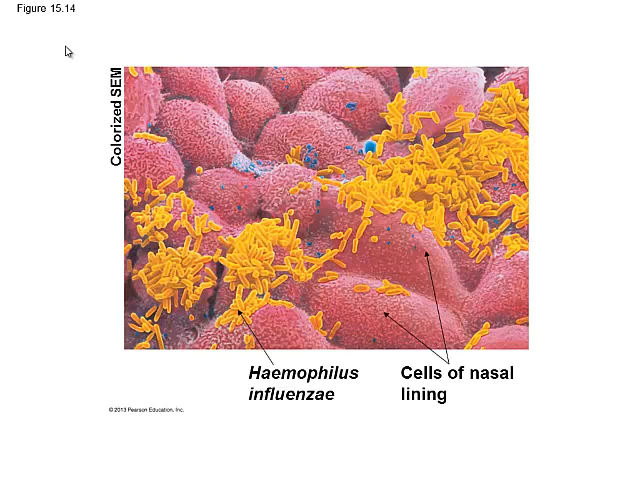 Figure 15.14
Colorized SEM
Haemophilus
influenzae
Cells of nasal
lining
© 2013 Pearson Education, Inc.